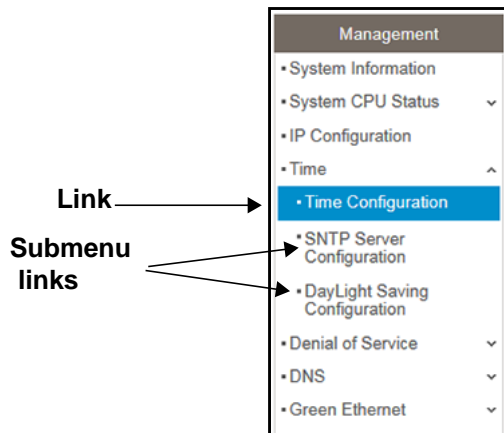 Management
System Information
System CPU Status
IP Configuration
Time
Link
Time Configuration
Submenu
links
SNTP Server
Configuration
DayLight Saving
Configuration
Denial of Service
DNS
Green Ethernet